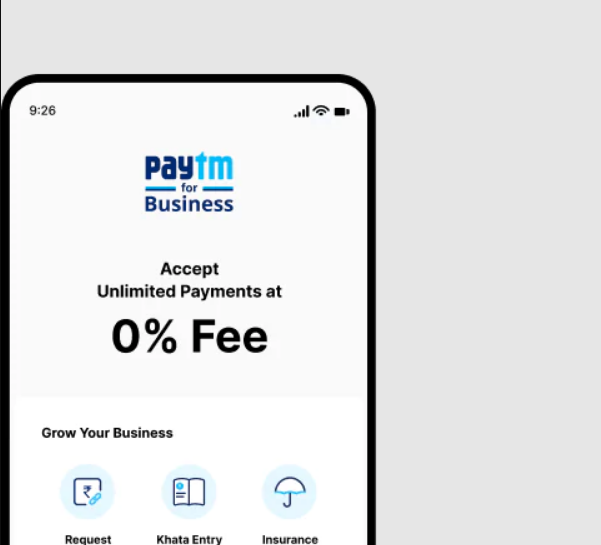 9:26
paytm
for
Business
Accept
Unlimited Payments at
0% Fee
Grow Your Business
₹
Request Khata Entry Insurance